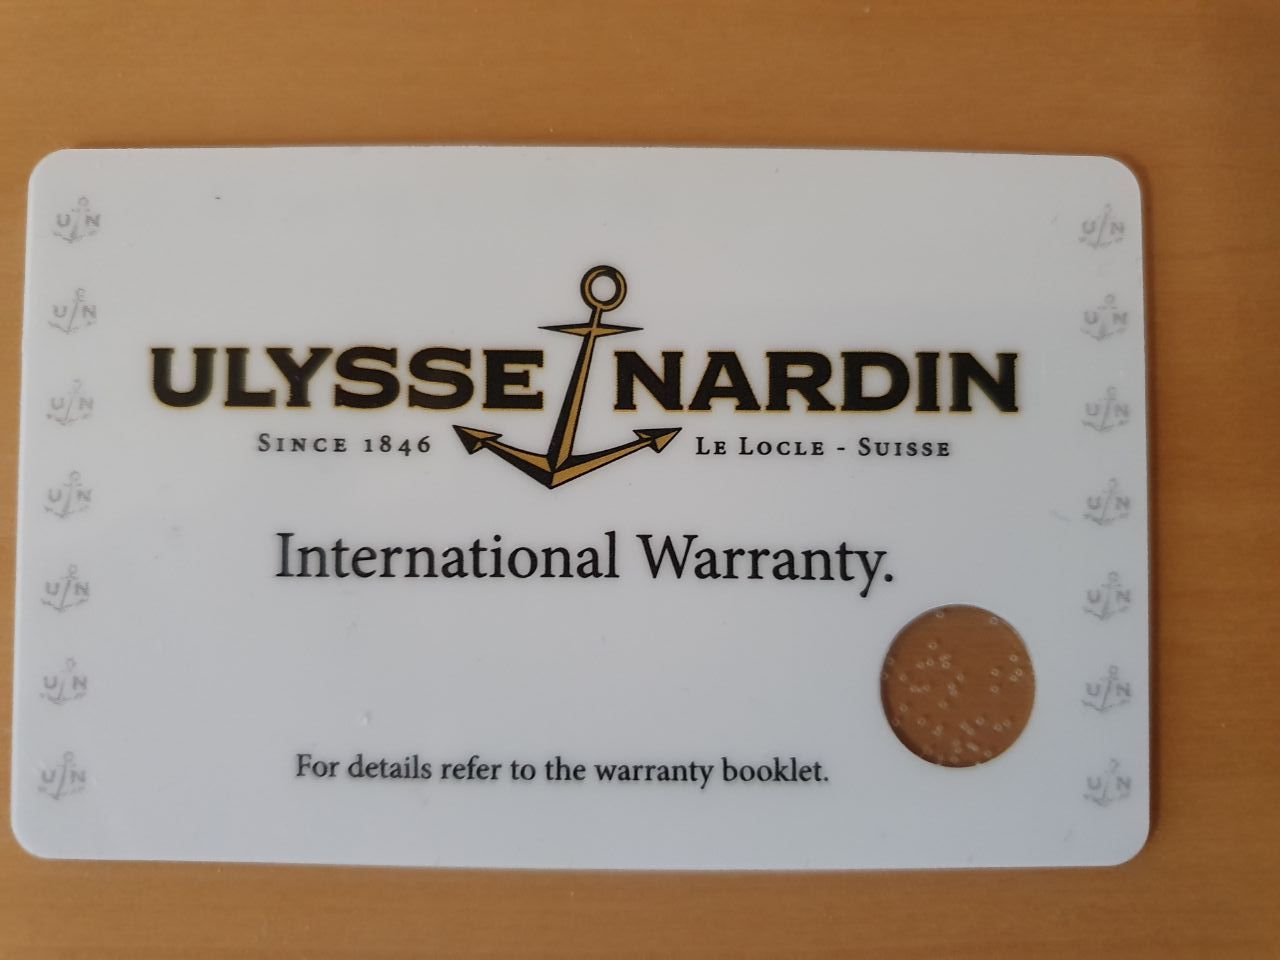 ULYSSE NARDIN
SINCE 1846 LE LOCLE - SUISSE
International Warranty.
For details refer to the warranty booklet.
U N
U N
U N
U N
U N
U N
U N
U N
U N
U N
U N
U N
U N
U N